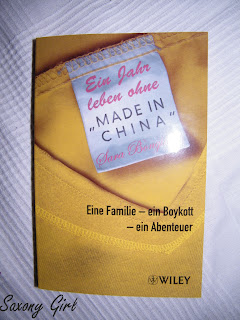 Ein Jahr
leben ohne
"MADE IN
CHINA"
Sara
Eine Familie – ein Boykott
– ein Abenteuer
WILEY
Saxony Girl